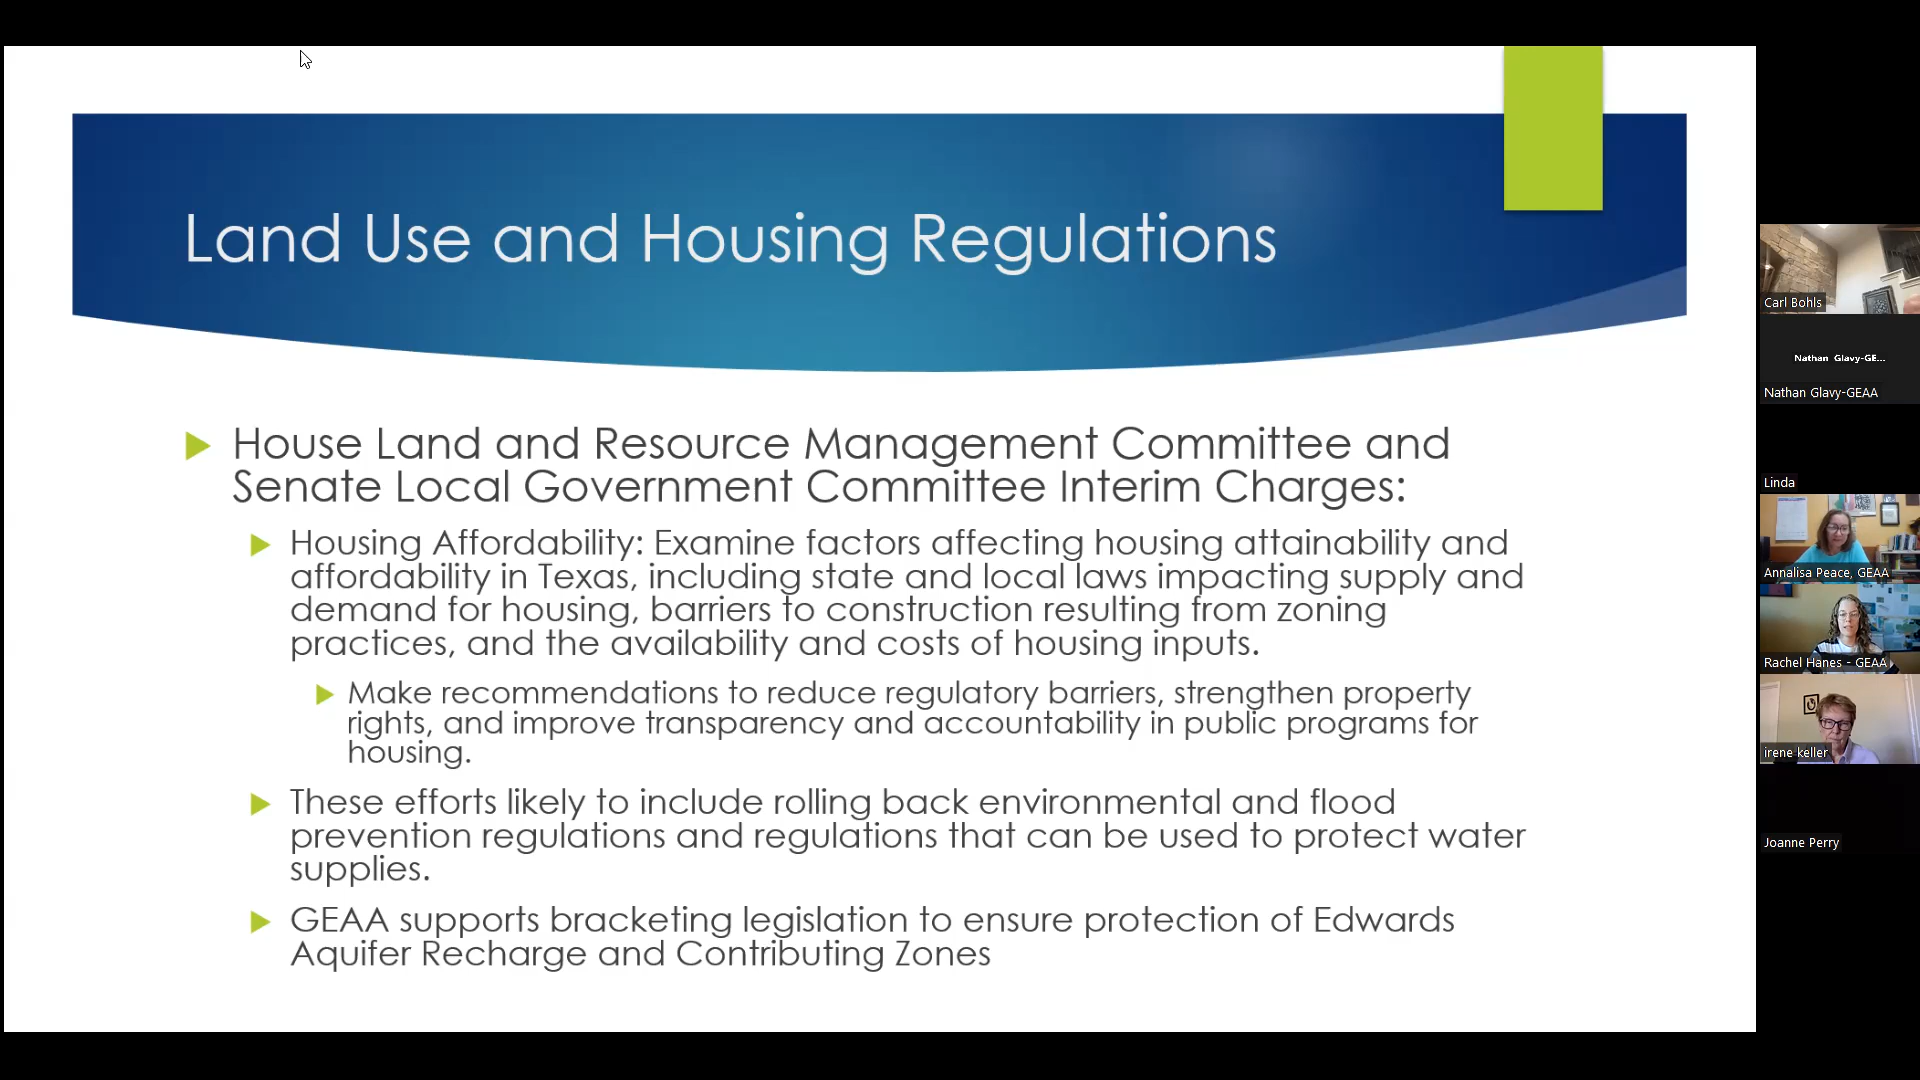 Land Use and Housing Regulations
House Land and Resource Management Committee and
Senate Local Government Committee Interim Charges:
Housing Affordability: Examine factors affecting housing attainability and
affordability in Texas, including state and local laws impacting supply and
demand for housing, barriers to construction resulting from zoning
practices, and the availability and costs of housing inputs.
Make recommendations to reduce regulatory barriers, strengthen property
rights, and improve transparency and accountability in public programs for
housing.
These efforts likely to include rolling back environmental and flood
prevention regulations and regulations that can be used to protect water
supplies.
GEAA supports bracketing legislation to ensure protection of Edwards
Aquifer Recharge and Contributing Zones
Carl Bohls
Nathan Glavy-GE...
Nathan Glavy-GEAA
Linda
Annalisa Peace, GEAA
Rachel Hanes - GEAA
irene keller
Joanne Perry